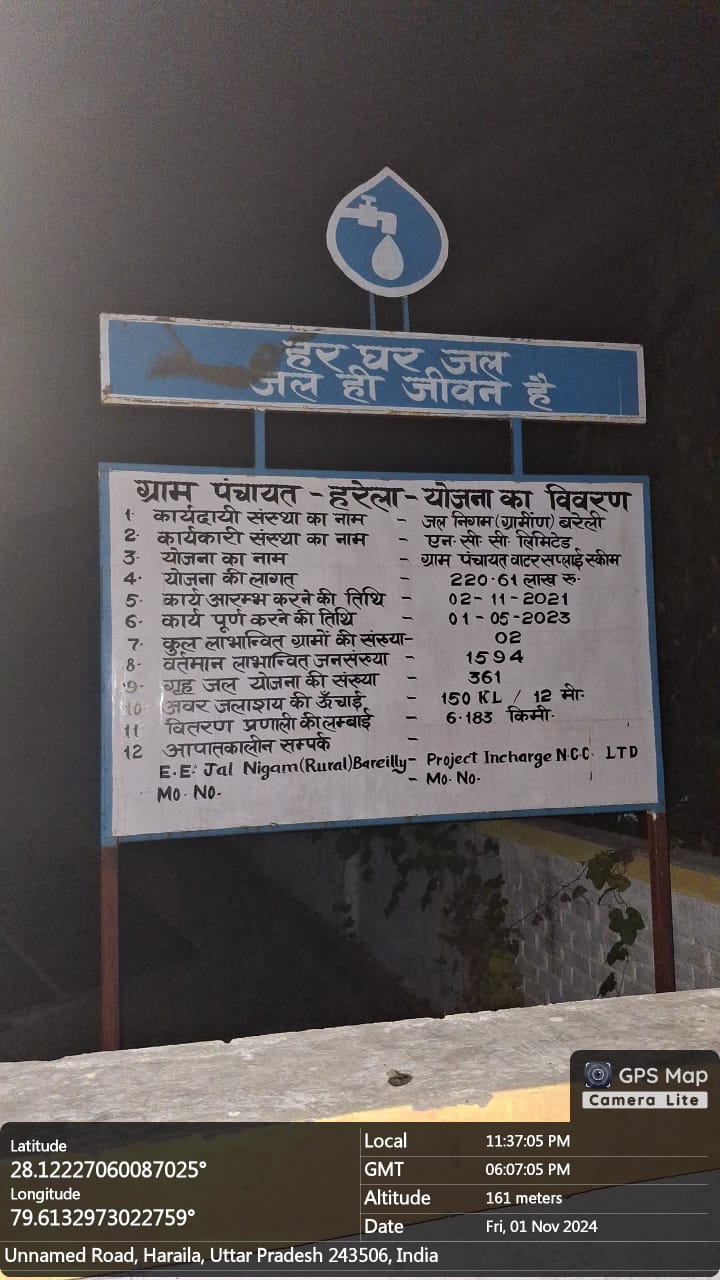 हर घर जल
जल ही जीवन है
ग्राम पंचायत - हरेला - योजना का विवरण
1. कार्यदायी संस्था का नाम - जल निगम (ग्रामीण) बरेली
2. कार्यकारी संस्था का नाम - एन. सी. सी. लिमिटेड
3. योजना का नाम - ग्राम पंचायत वाटर सप्लाई स्कीम
4. योजना की लागत - 220.61 लाख रु.
5. कार्य आरम्भ करने की तिथि - 02-11-2021
6. कार्य पूर्ण करने की तिथि - 01-05-2023
7. कुल लाभान्वित ग्रामों की संख्या- 02
8- वर्तमान लाभान्वित जनसंख्या - 1594
9- गृह जल योजना की संख्या - 361
10. अवर जलाशय की ऊँचाई - 150 KL / 12 मी.
11 वितरण प्रणाली की लम्बाई - 6.183 किमी.
12 आपातकालीन सम्पर्क -
E.E. Jal Nigam (Rural) Bareilly - Project Incharge N.C.C. LTD
Mo. No. - Mo. No.
GPS Map
Camera Lite
Latitude
28.12227060087025°
Longitude
79.6132973022759°
Local 11:37:05 PM
GMT 06:07:05 PM
Altitude 161 meters
Date Fri, 01 Nov 2024
Unnamed Road, Haraila, Uttar Pradesh 243506, India